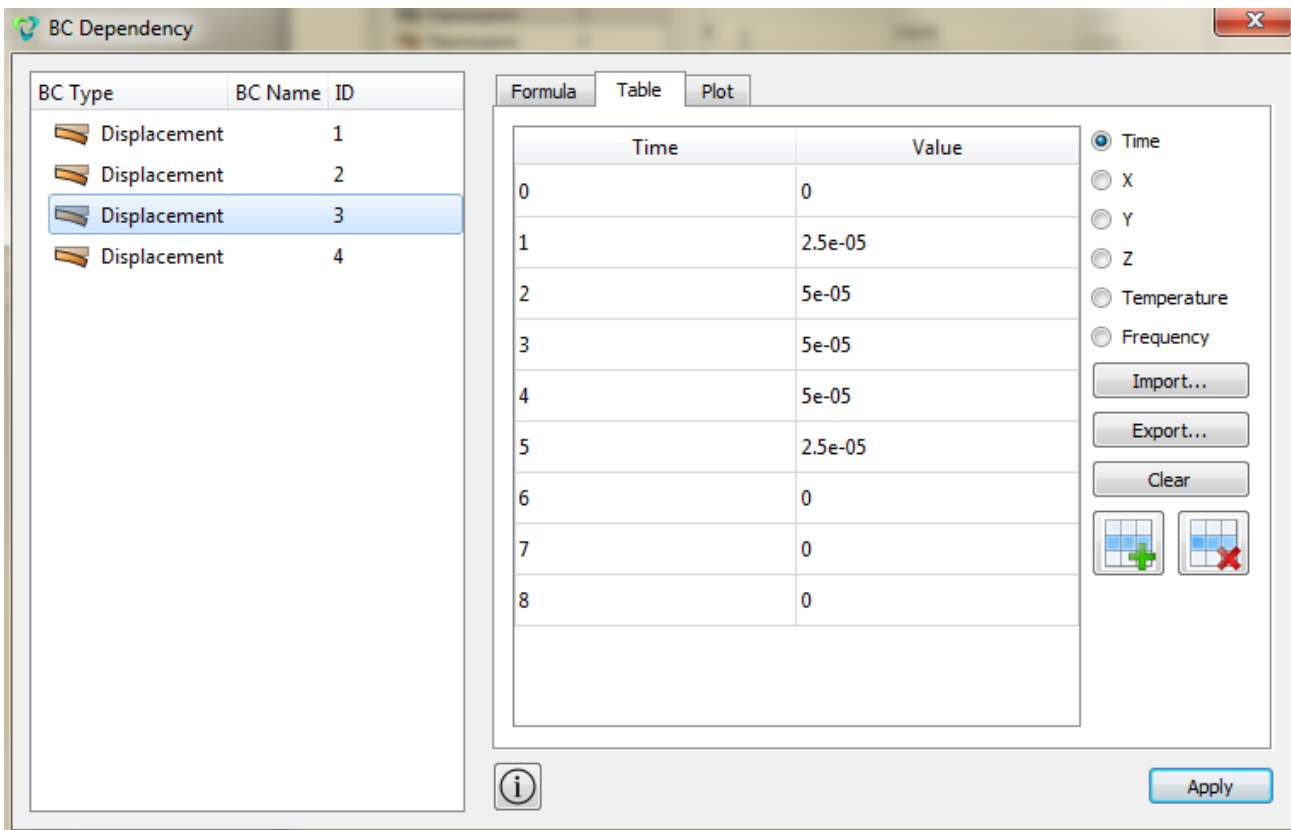 BC Dependency
BC Type BC Name ID
Displacement 1
Displacement 2
Displacement 3
Displacement 4
Formula Table Plot
Time Value
0 0
1 2.5e-05
2 5e-05
3 5e-05
4 5e-05
5 2.5e-05
6 0
7 0
8 0
Time
X
Y
Z
Temperature
Frequency
Import...
Export...
Clear
Apply